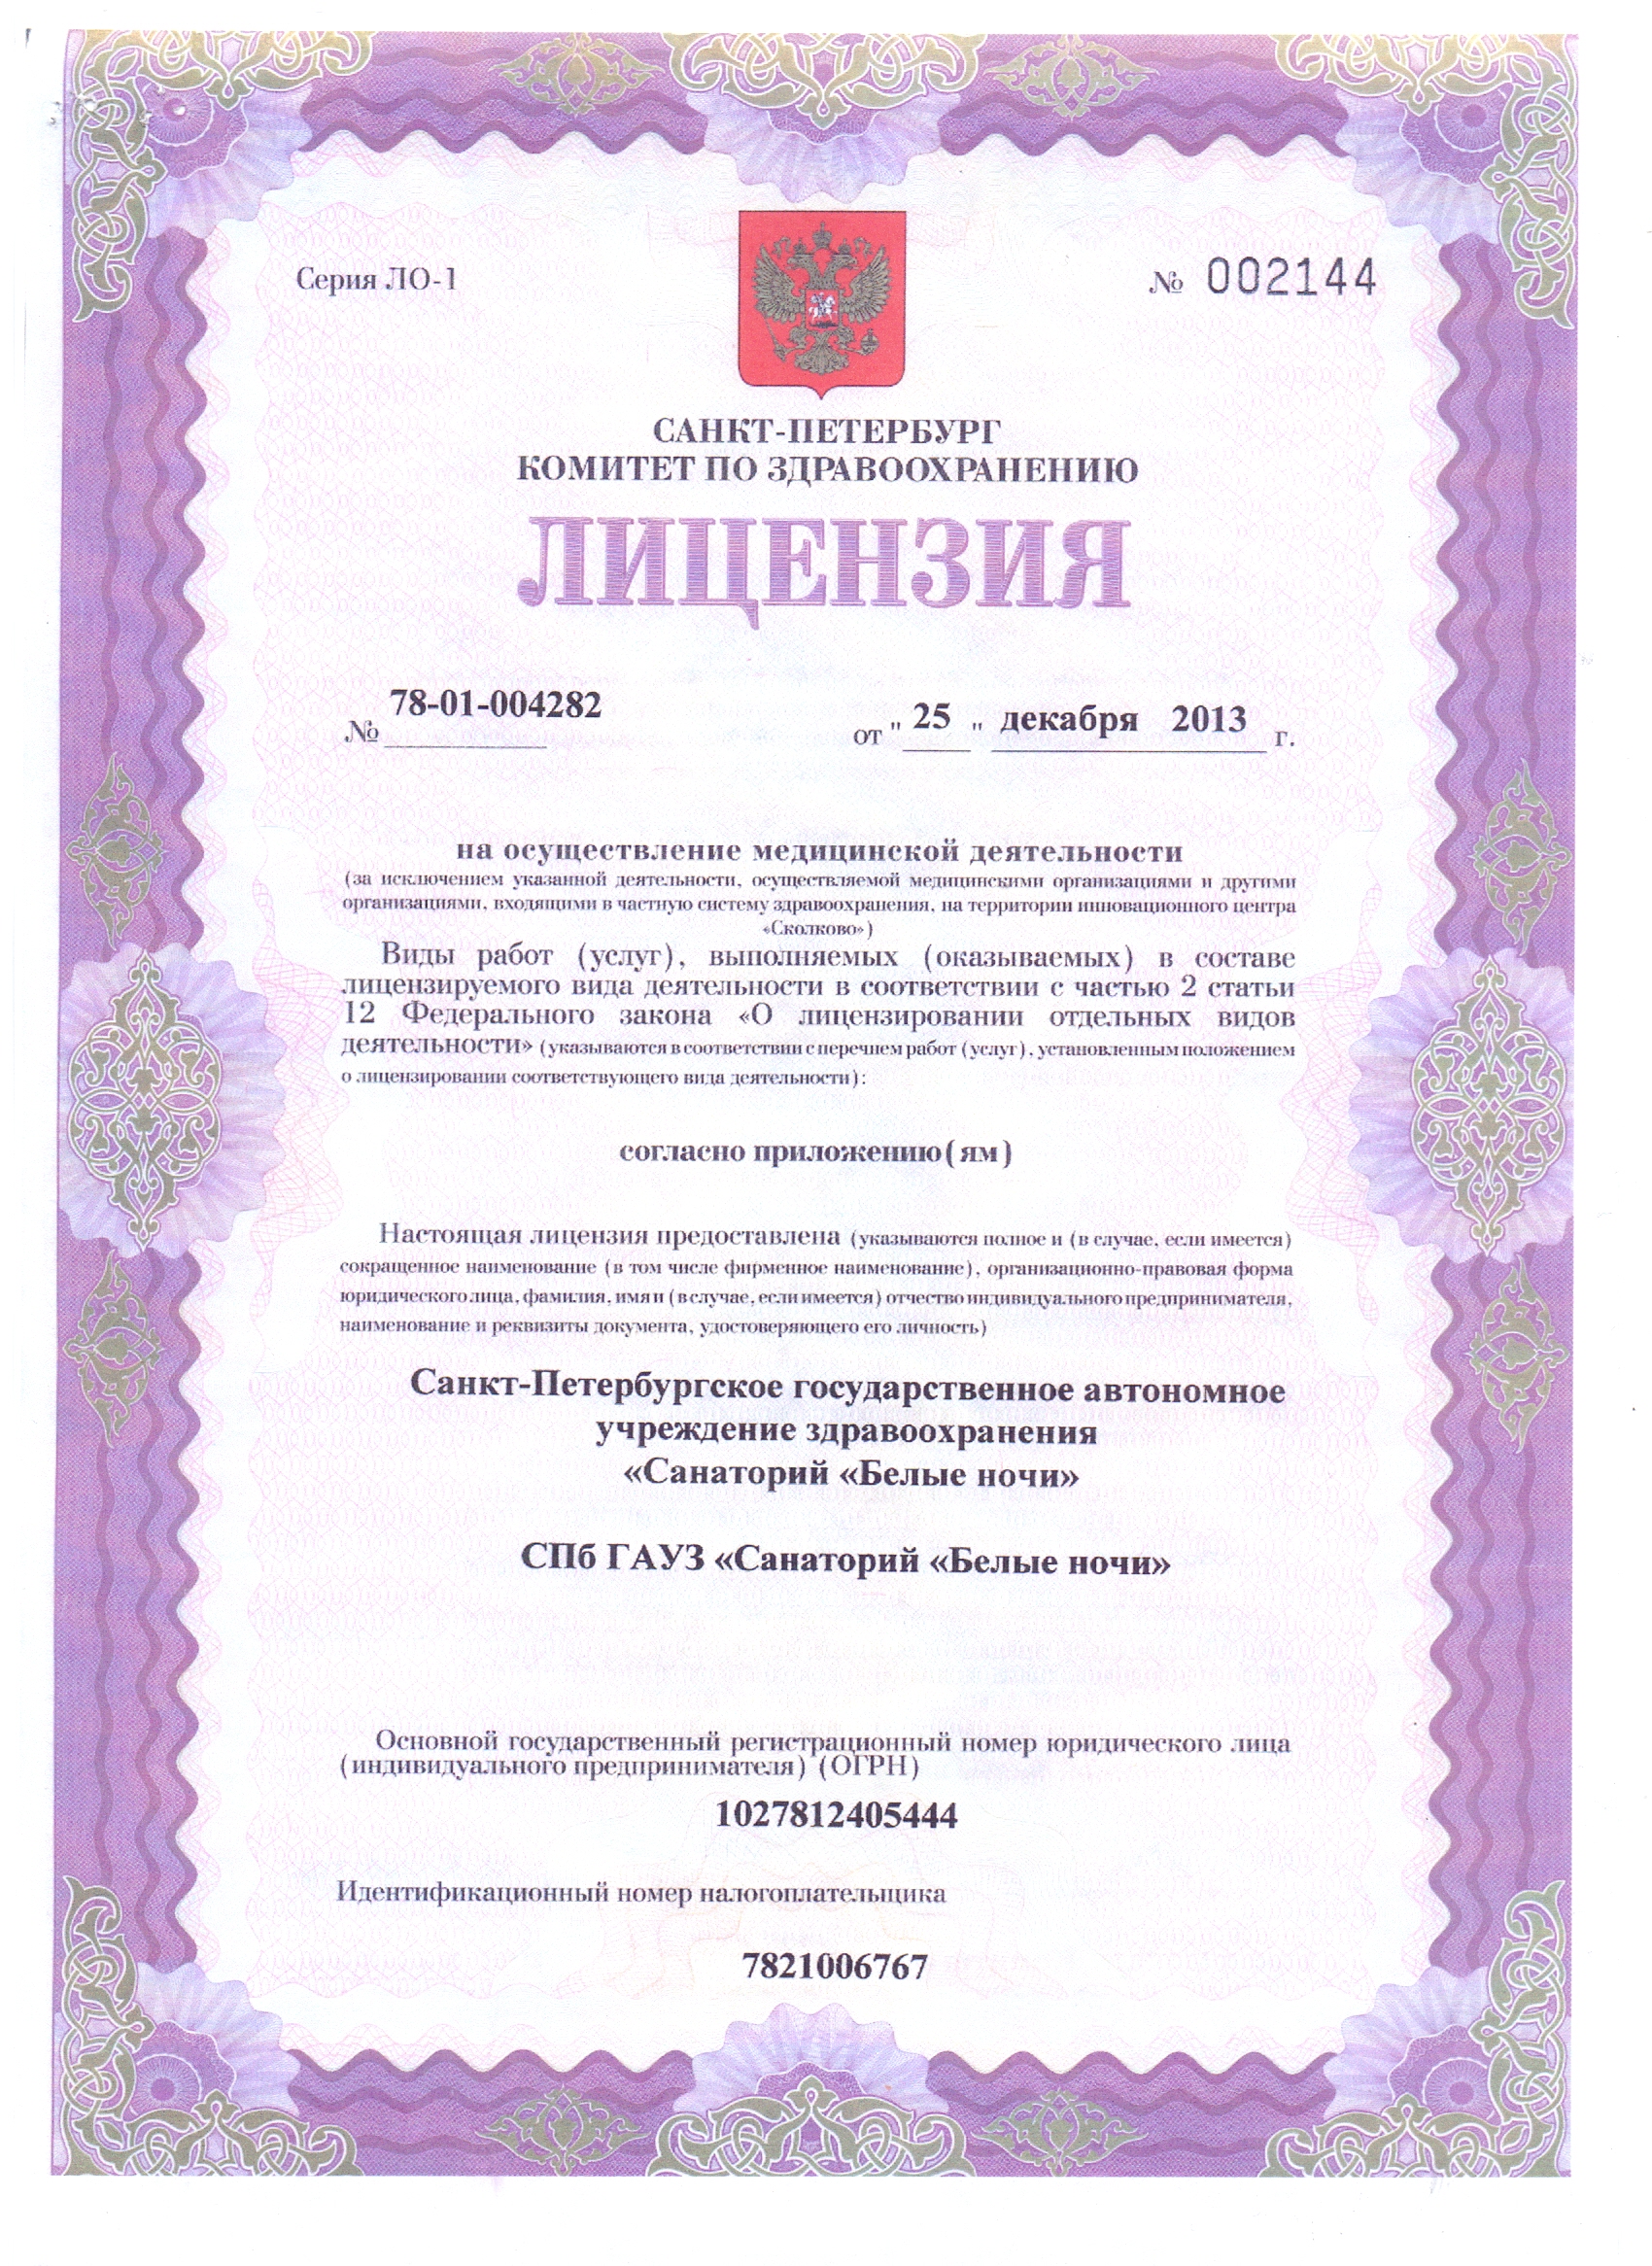 Серия ЛО-1
№ 002144
САНКТ-ПЕТЕРБУРГ
КОМИТЕТ ПО ЗДРАВООХРАНЕНИЮ
ЛИЦЕНЗИЯ
№ 78-01-004282 от " 25 " декабря 2013 г.
на осуществление медицинской деятельности
(за исключением указанной деятельности, осуществляемой медицинскими организациями и другими
организациями, входящими в частную систему здравоохранения, на территории инновационного центра
«Сколково»)
Виды работ (услуг), выполняемых (оказываемых) в составе
лицензируемого вида деятельности в соответствии с частью 2 статьи
12 Федерального закона «О лицензировании отдельных видов
деятельности» (указываются в соответствии с перечнем работ (услуг), установленным положением
о лицензировании соответствующего вида деятельности):
согласно приложению(ям)
Настоящая лицензия предоставлена (указываются полное и (в случае, если имеется)
сокращенное наименование (в том числе фирменное наименование), организационно-правовая форма
юридического лица, фамилия, имя и (в случае, если имеется) отчество индивидуального предпринимателя,
наименование и реквизиты документа, удостоверяющего его личность)
Санкт-Петербургское государственное автономное
учреждение здравоохранения
«Санаторий «Белые ночи»
СПб ГАУЗ «Санаторий «Белые ночи»
Основной государственный регистрационный номер юридического лица
(индивидуального предпринимателя) (ОГРН)
1027812405444
Идентификационный номер налогоплательщика
7821006767